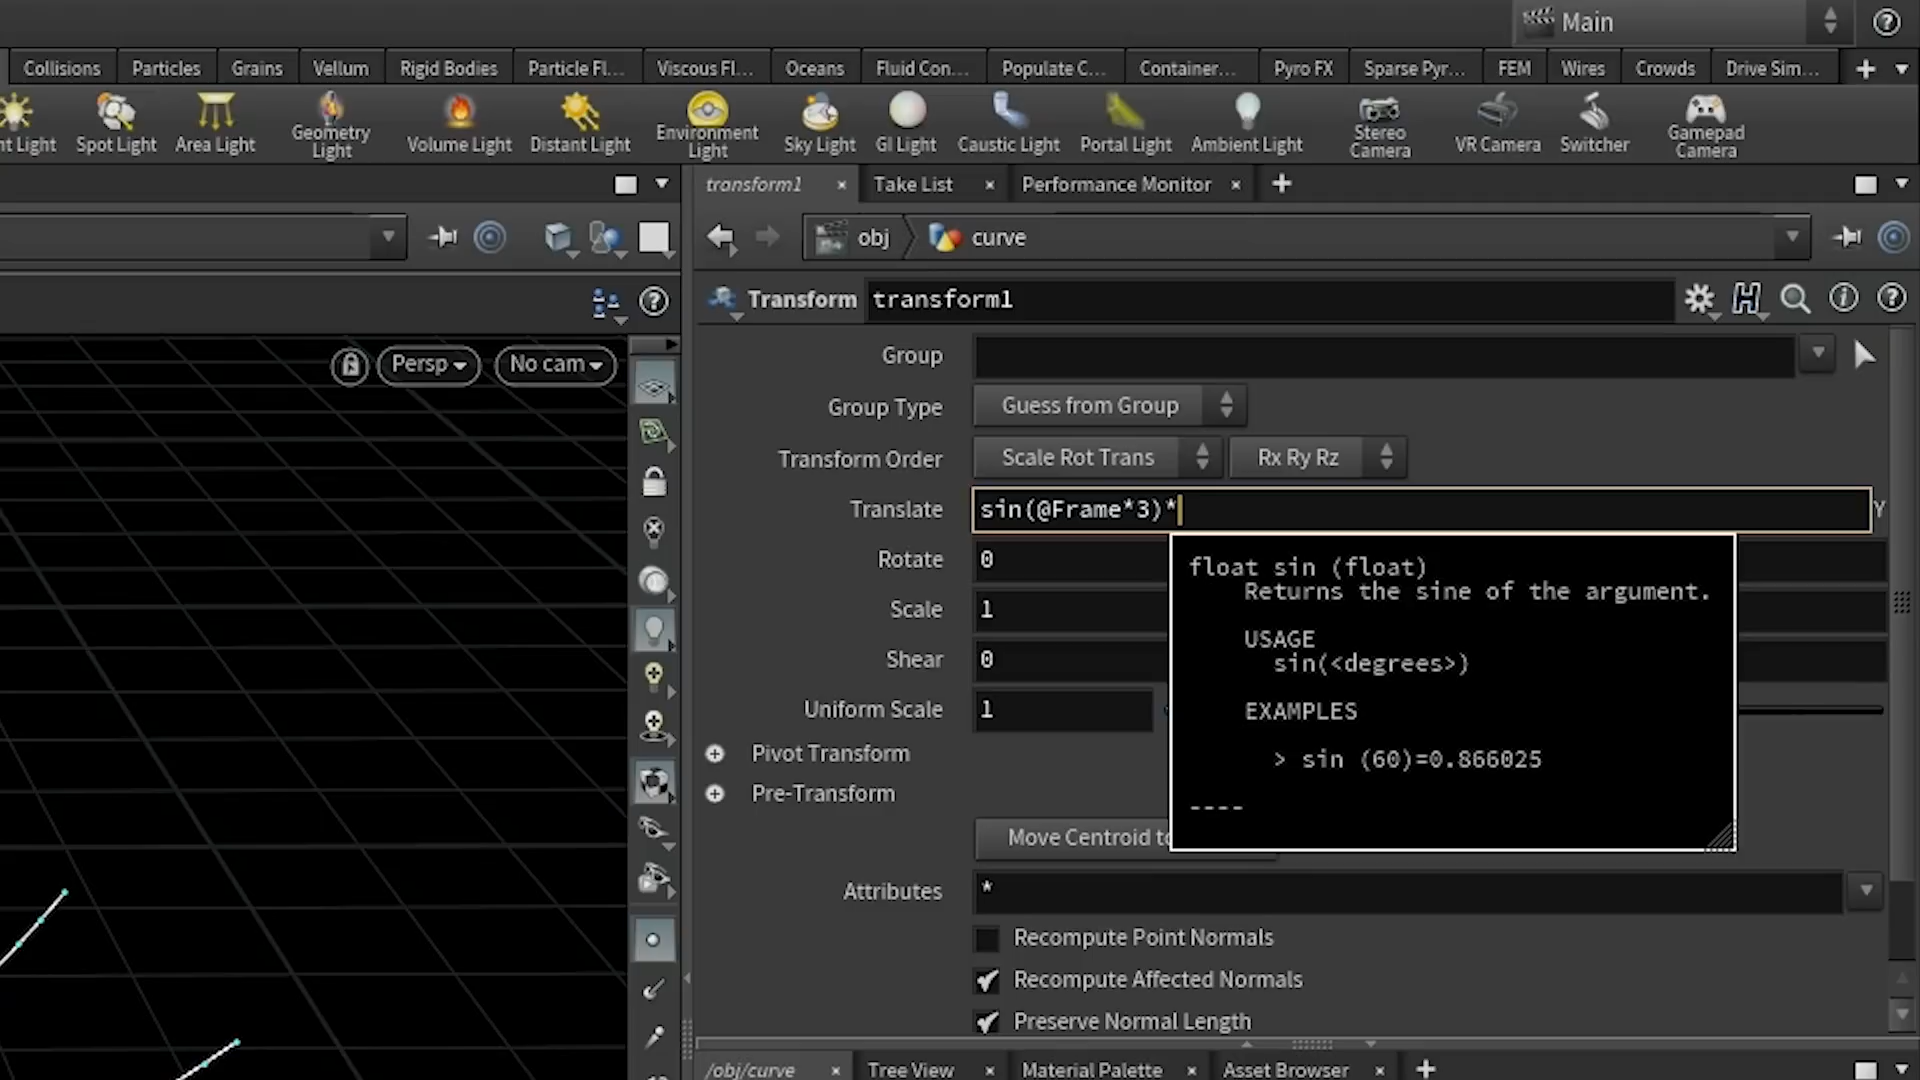 Main
Collisions Particles Grains Vellum Rigid Bodies Particle Fl... Viscous Fl... Oceans Fluid Con... Populate C... Container... Pyro FX Sparse Pyr... FEM Wires Crowds Drive Sim...
nt Light Spot Light Area Light Geometry Light Volume Light Distant Light Environment Light Sky Light GI Light Caustic Light Portal Light Ambient Light Stereo Camera VR Camera Switcher Gamepad Camera
transform1 Take List Performance Monitor
obj curve
Transform transform1
Persp No cam
Group
Group Type Guess from Group
Transform Order Scale Rot Trans Rx Ry Rz
Translate sin(@Frame*3)* Y
Rotate 0
Scale 1
Shear 0
Uniform Scale 1
Pivot Transform
Pre-Transform
Move Centroid to
float sin (float)
Returns the sine of the argument.
USAGE
sin(<degrees>)
EXAMPLES
> sin (60)=0.866025
----
Attributes *
Recompute Point Normals
Recompute Affected Normals
Preserve Normal Length
/obj/curve Tree View Material Palette Asset Browser